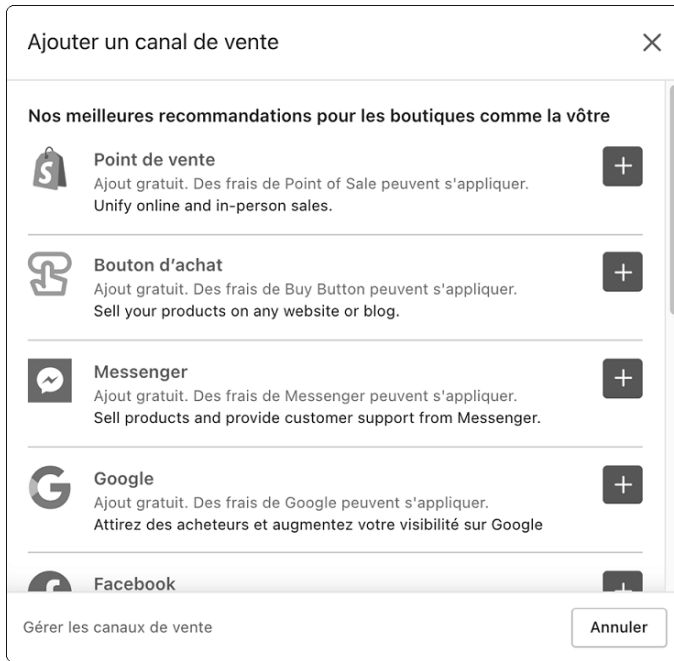 Ajouter un canal de vente
Nos meilleures recommandations pour les boutiques comme la vôtre
Point de vente
Ajout gratuit. Des frais de Point of Sale peuvent s'appliquer.
Unify online and in-person sales.
Bouton d’achat
Ajout gratuit. Des frais de Buy Button peuvent s'appliquer.
Sell your products on any website or blog.
Messenger
Ajout gratuit. Des frais de Messenger peuvent s'appliquer.
Sell products and provide customer support from Messenger.
Google
Ajout gratuit. Des frais de Google peuvent s'appliquer.
Attirez des acheteurs et augmentez votre visibilité sur Google
Facebook
Gérer les canaux de vente
Annuler